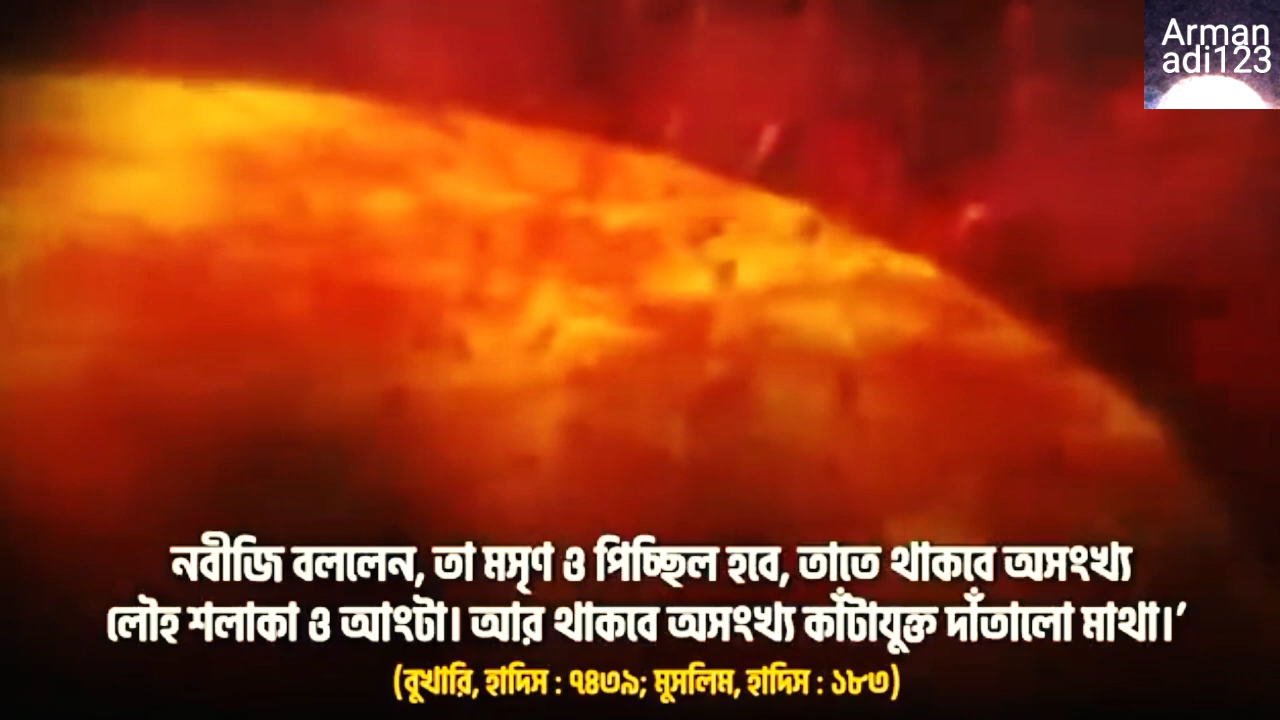 Arman
adi123
নবীজি বললেন, তা মসৃণ ও পিচ্ছিল হবে, তাতে থাকবে অসংখ্য
লৌহ শলাকা ও আংটা। আর থাকবে অসংখ্য কাঁটাযুক্ত দাঁতালো মাথা।’
(বুখারি, হাদিস : ৭৪৩৯; মুসলিম, হাদিস : ১৮৩)